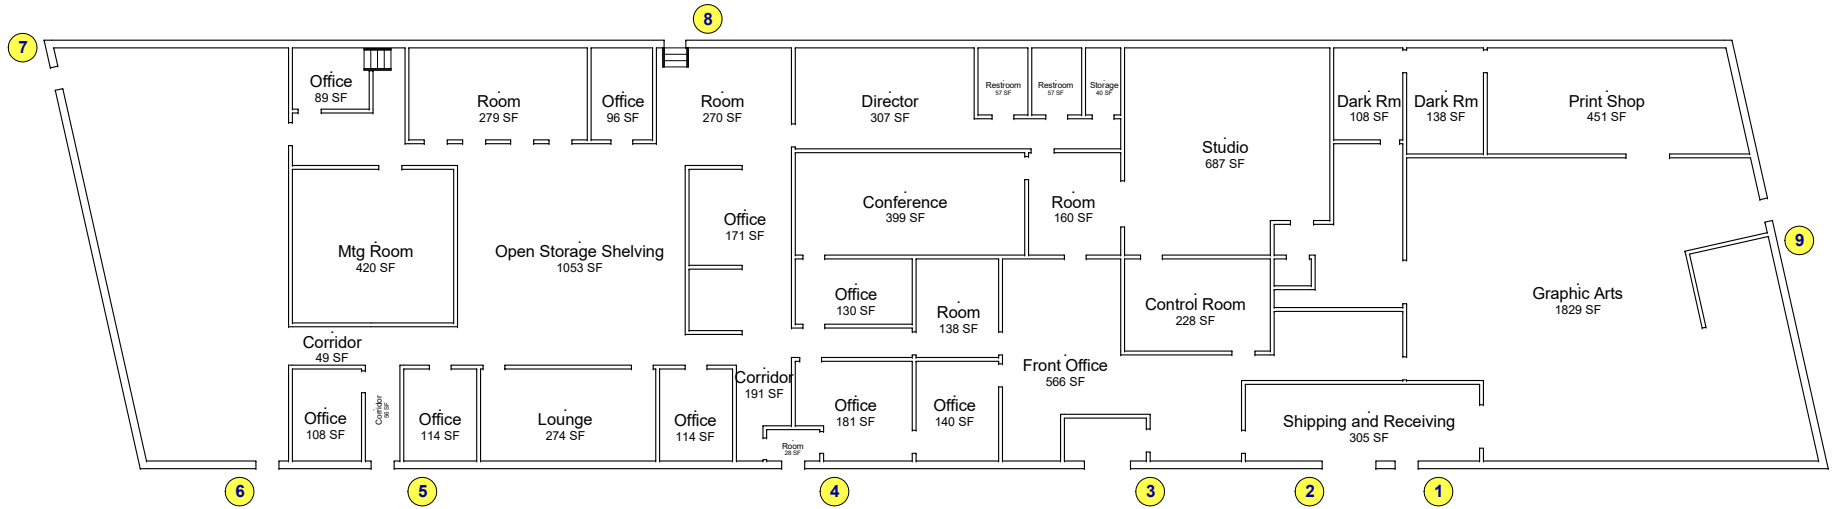 8
7
Office
89 SF
Room
279 SF
Office
96 SF
Room
270 SF
Director
307 SF
Restroom
57 SF
Restroom
57 SF
Storage
40 SF
Dark Rm
108 SF
Dark Rm
138 SF
Print Shop
451 SF
Studio
687 SF
Conference
399 SF
Room
160 SF
Office
171 SF
Mtg Room
420 SF
Open Storage Shelving
1053 SF
9
Office
130 SF
Room
138 SF
Control Room
228 SF
Graphic Arts
1829 SF
Corridor
49 SF
Front Office
566 SF
Corridor
191 SF
Corridor
56 SF
Office
108 SF
Office
114 SF
Lounge
274 SF
Office
114 SF
Office
181 SF
Office
140 SF
Shipping and Receiving
305 SF
Room
28 SF
6
5
4
3
2
1